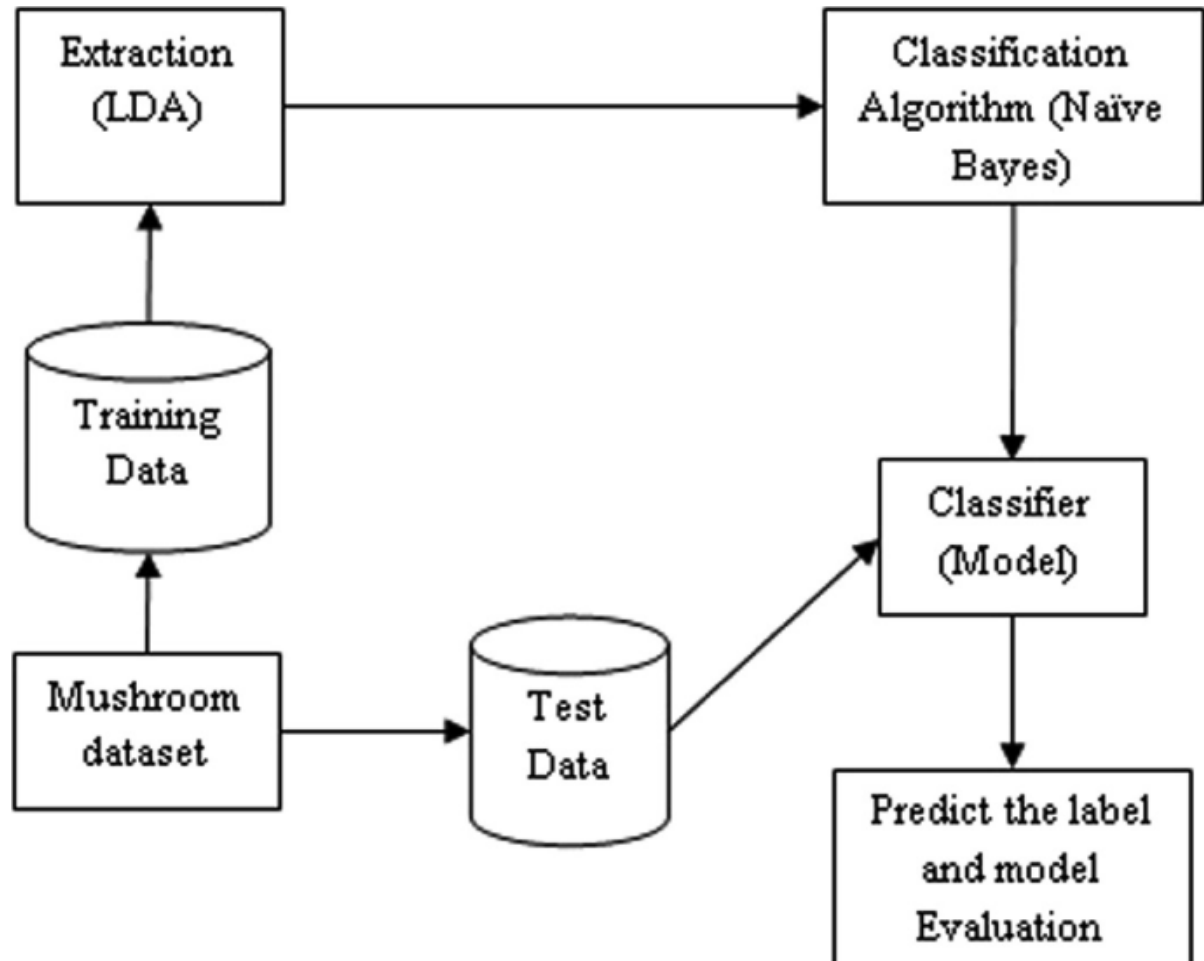 Extraction
(LDA)
Classification
Algorithm (Naïve
Bayes)
Training
Data
Classifier
(Model)
Mushroom
dataset
Test
Data
Predict the label
and model
Evaluation